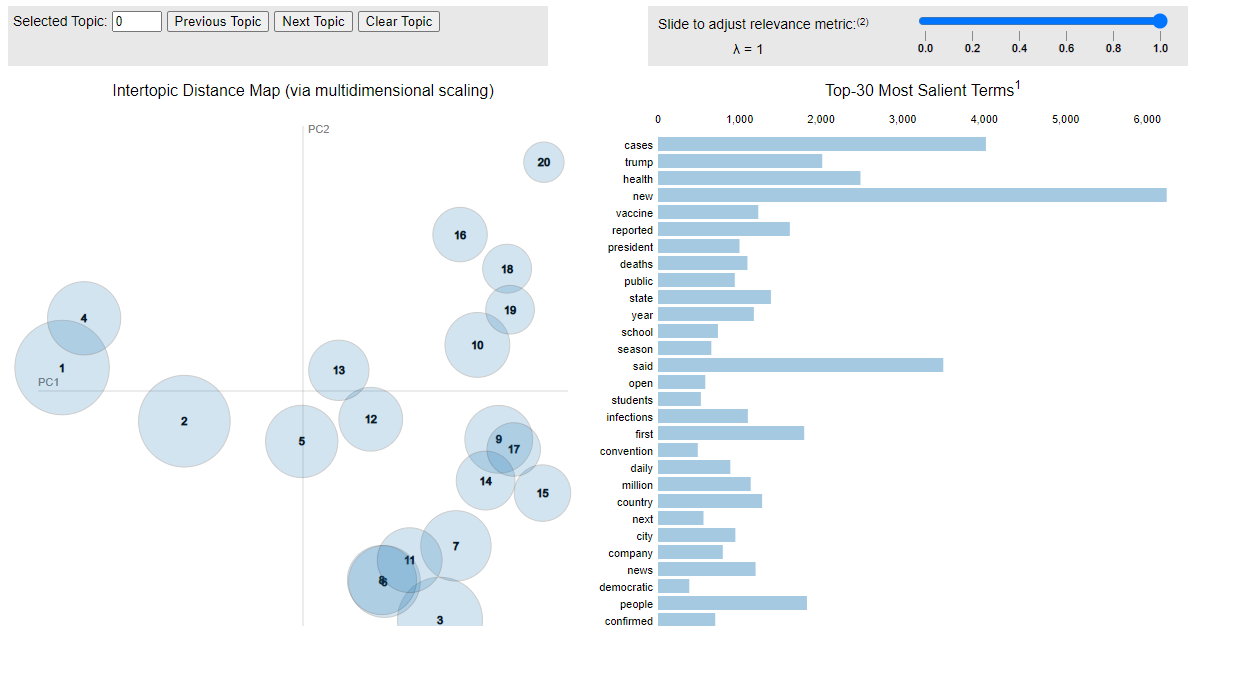 Selected Topic: 0 Previous Topic Next Topic Clear Topic
Slide to adjust relevance metric:(2)
λ = 1
0.0 0.2 0.4 0.6 0.8 1.0
Intertopic Distance Map (via multidimensional scaling)
PC2
PC1
20
16
18
19
4
10
1
13
2
12
5
9
17
14
15
7
11
8
6
3
Top-30 Most Salient Terms1
0 1,000 2,000 3,000 4,000 5,000 6,000
cases
trump
health
new
vaccine
reported
president
deaths
public
state
year
school
season
said
open
students
infections
first
convention
daily
million
country
next
city
company
news
democratic
people
confirmed